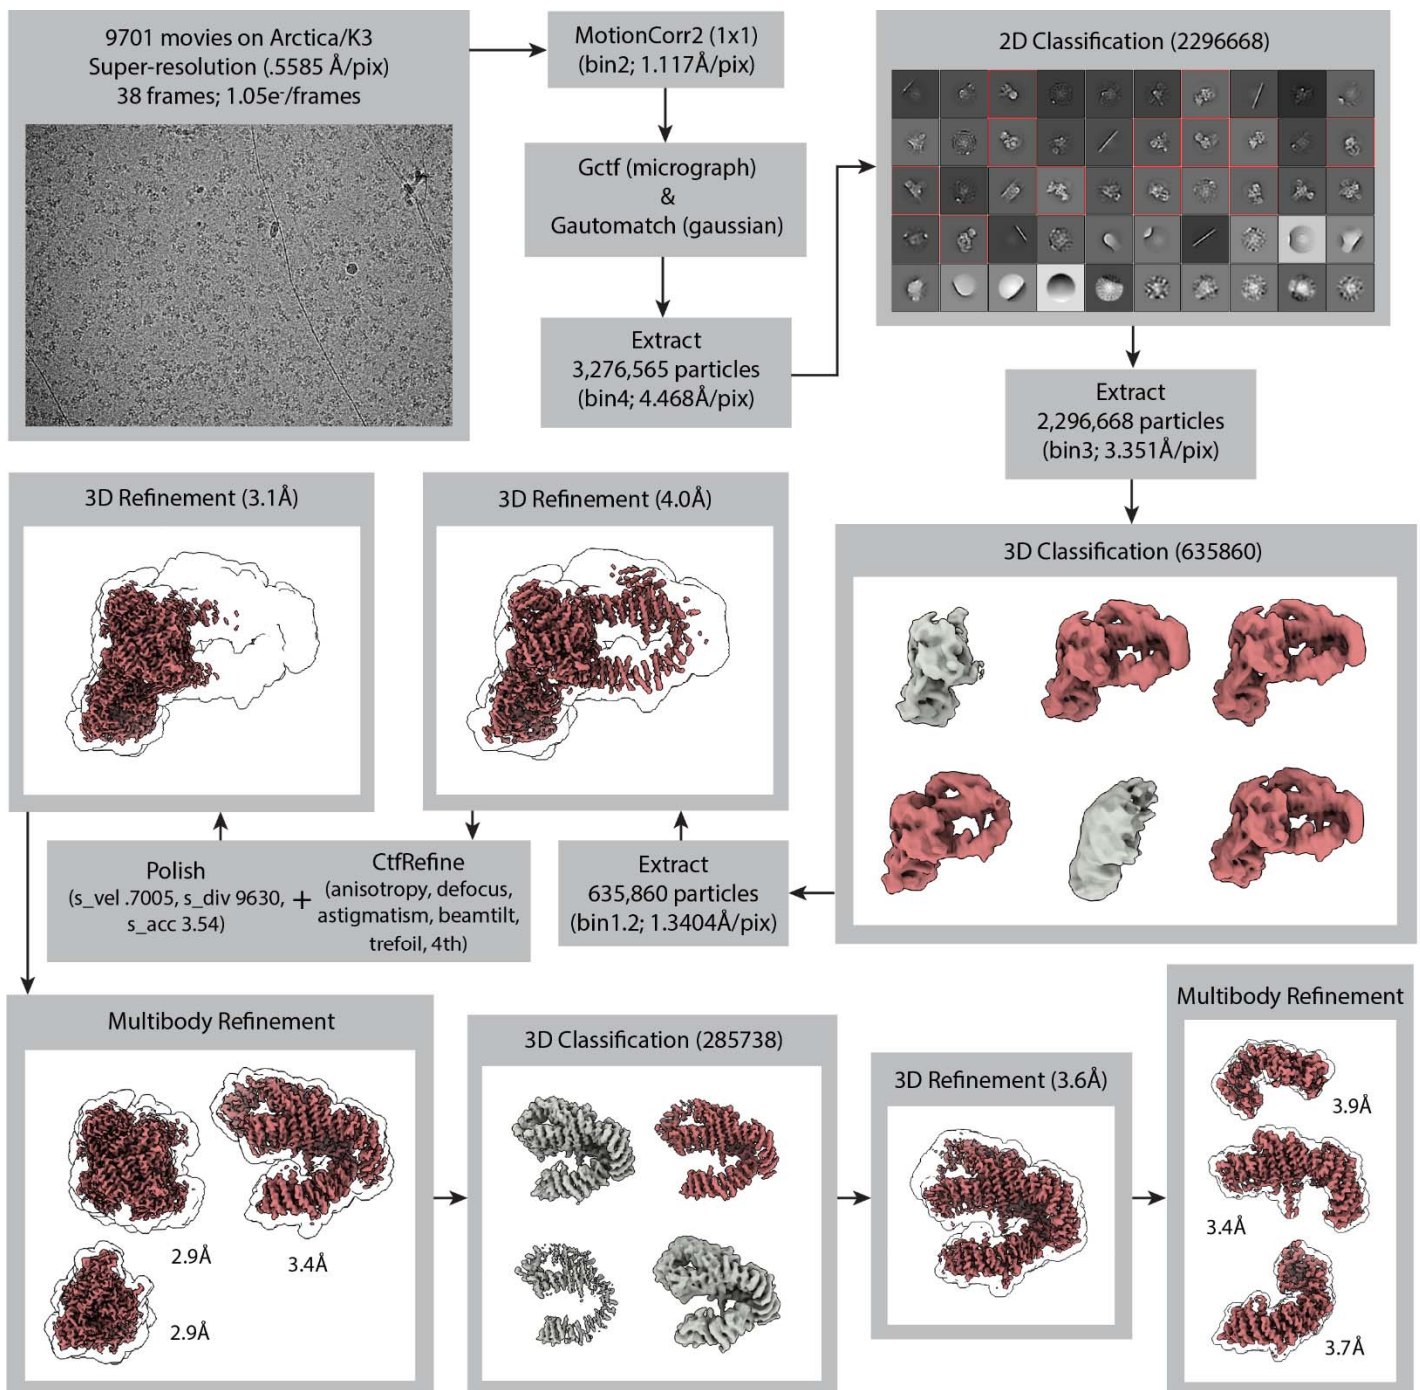 9701 movies on Arctica/K3
Super-resolution (.5585 Å/pix)
38 frames; 1.05e⁻/frames
MotionCorr2 (1x1)
(bin2; 1.117Å/pix)
Gctf (micrograph)
&
Gautomatch (gaussian)
Extract
3,276,565 particles
(bin4; 4.468Å/pix)
2D Classification (2296668)
Extract
2,296,668 particles
(bin3; 3.351Å/pix)
3D Classification (635860)
Extract
635,860 particles
(bin1.2; 1.3404Å/pix)
3D Refinement (4.0Å)
CtfRefine
(anisotropy, defocus,
astigmatism, beamtilt,
trefoil, 4th)
+
Polish
(s_vel .7005, s_div 9630,
s_acc 3.54)
3D Refinement (3.1Å)
Multibody Refinement
2.9Å
3.4Å
2.9Å
3D Classification (285738)
3D Refinement (3.6Å)
Multibody Refinement
3.9Å
3.4Å
3.7Å